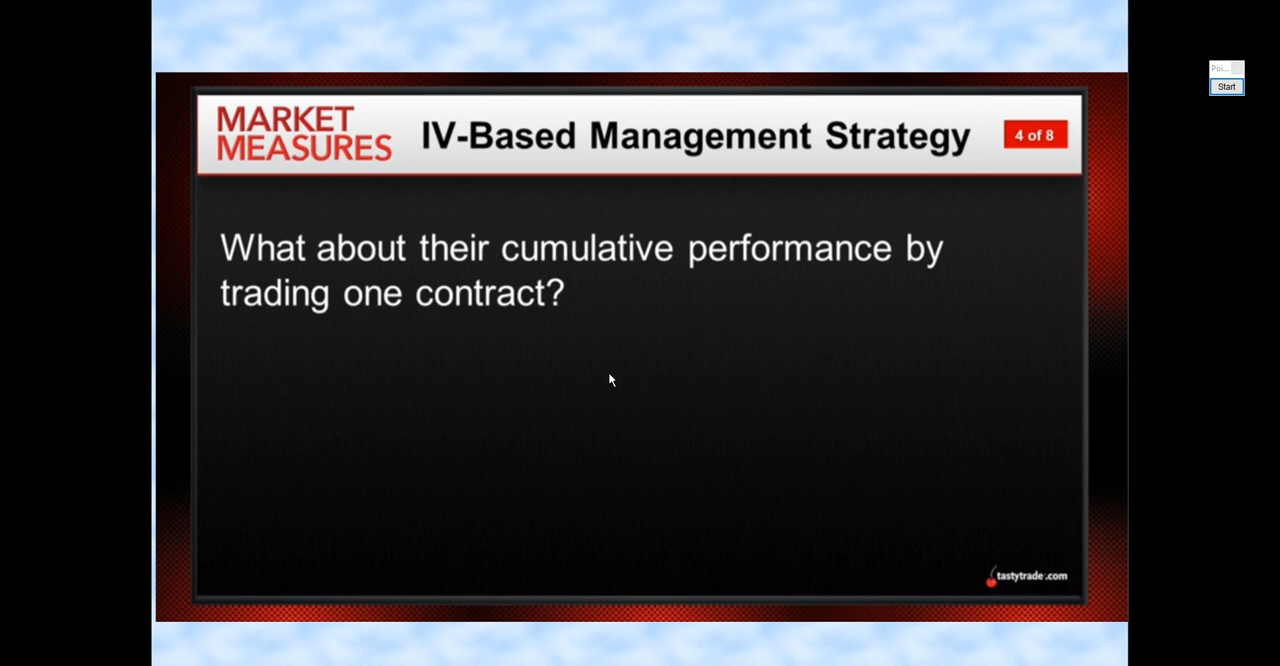 MARKET
MEASURES
IV-Based Management Strategy
4 of 8
What about their cumulative performance by
trading one contract?
tastytrade.com
Poi...
Start